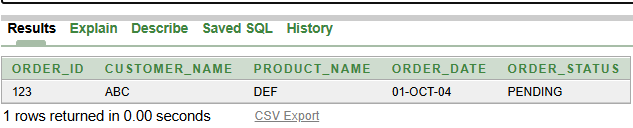 Results Explain Describe Saved SQL History
ORDER_ID CUSTOMER_NAME PRODUCT_NAME ORDER_DATE ORDER_STATUS
123 ABC DEF 01-OCT-04 PENDING
1 rows returned in 0.00 seconds CSV Export